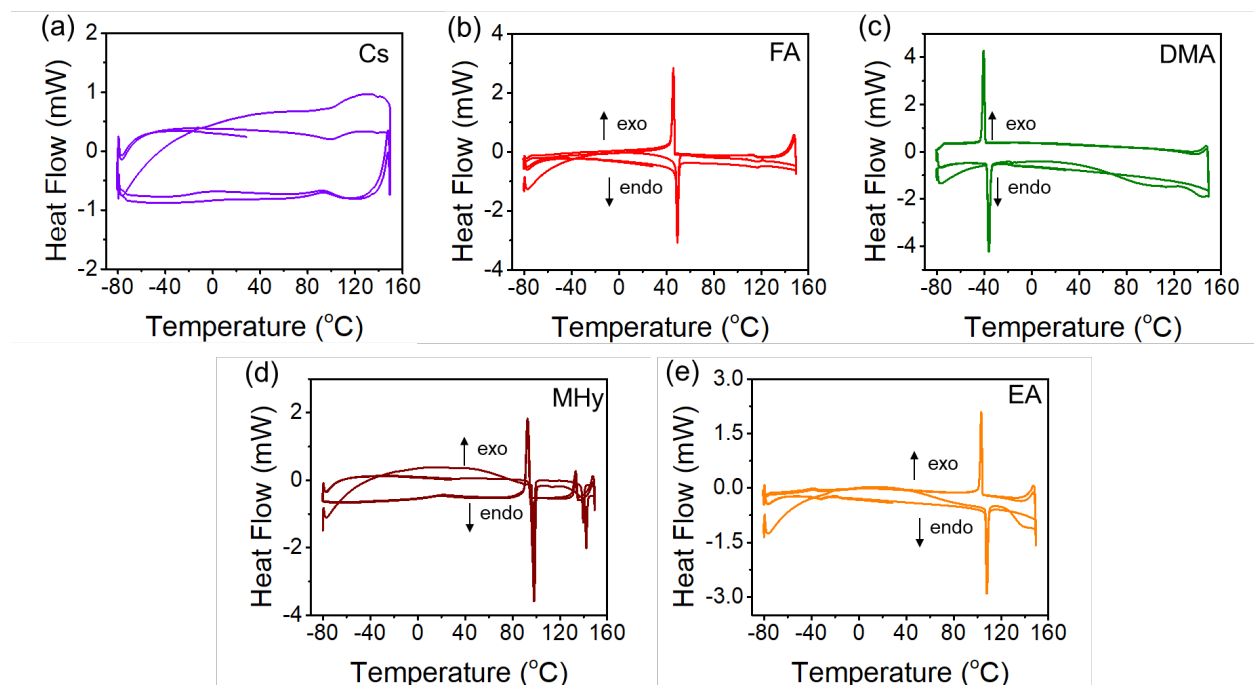 (a)
Cs
Heat Flow (mW)
2
1
0
-1
-2
-80 -40 0 40 80 120 160
Temperature (°C)
(b)
FA
Heat Flow (mW)
4
2
0
-2
-4
exo
endo
-80 -40 0 40 80 120 160
Temperature (°C)
(c)
DMA
Heat Flow (mW)
4
2
0
-2
-4
exo
endo
-80 -40 0 40 80 120 160
Temperature (°C)
(d)
MHy
Heat Flow (mW)
2
0
-2
-4
exo
endo
-80 -40 0 40 80 120 160
Temperature (°C)
(e)
EA
Heat Flow (mW)
3.0
1.5
0.0
-1.5
-3.0
exo
endo
-80 -40 0 40 80 120 160
Temperature (°C)